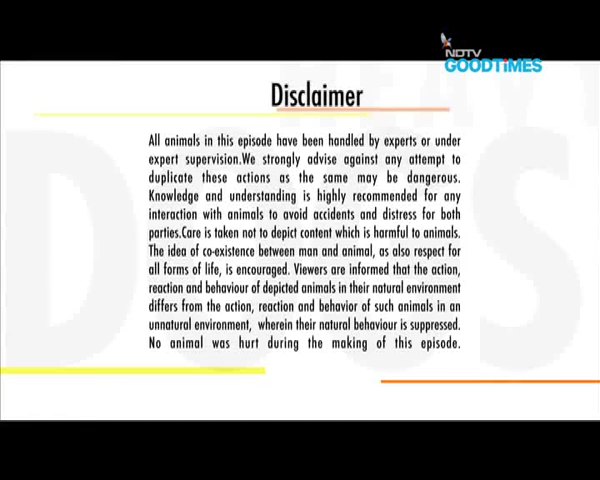 NDTV
GOODTiMES
Disclaimer
All animals in this episode have been handled by experts or under
expert supervision.We strongly advise against any attempt to
duplicate these actions as the same may be dangerous.
Knowledge and understanding is highly recommended for any
interaction with animals to avoid accidents and distress for both
parties.Care is taken not to depict content which is harmful to animals.
The idea of co-existence between man and animal, as also respect for
all forms of life, is encouraged. Viewers are informed that the action,
reaction and behaviour of depicted animals in their natural environment
differs from the action, reaction and behavior of such animals in an
unnatural environment, wherein their natural behaviour is suppressed.
No animal was hurt during the making of this episode.